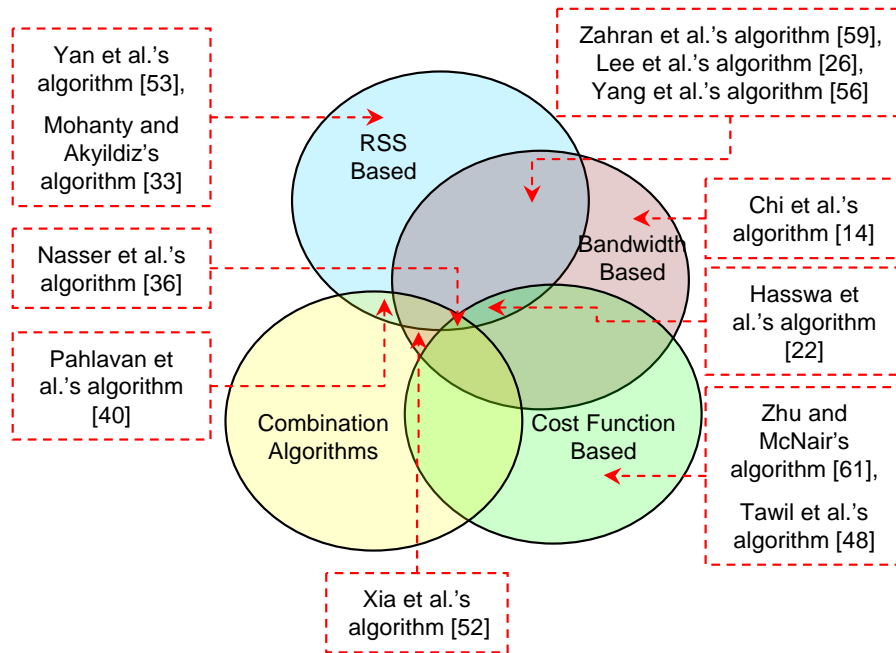 Yan et al.’s
algorithm [53],
Mohanty and
Akyildiz’s
algorithm [33]
Zahran et al.’s algorithm [59],
Lee et al.’s algorithm [26],
Yang et al.’s algorithm [56]
RSS
Based
Chi et al.’s
algorithm [14]
Bandwidth
Based
Nasser et al.’s
algorithm [36]
Hasswa et
al.’s algorithm
[22]
Pahlavan et
al.’s algorithm
[40]
Combination
Algorithms
Cost Function
Based
Zhu and
McNair’s
algorithm [61],
Tawil et al.’s
algorithm [48]
Xia et al.’s
algorithm [52]